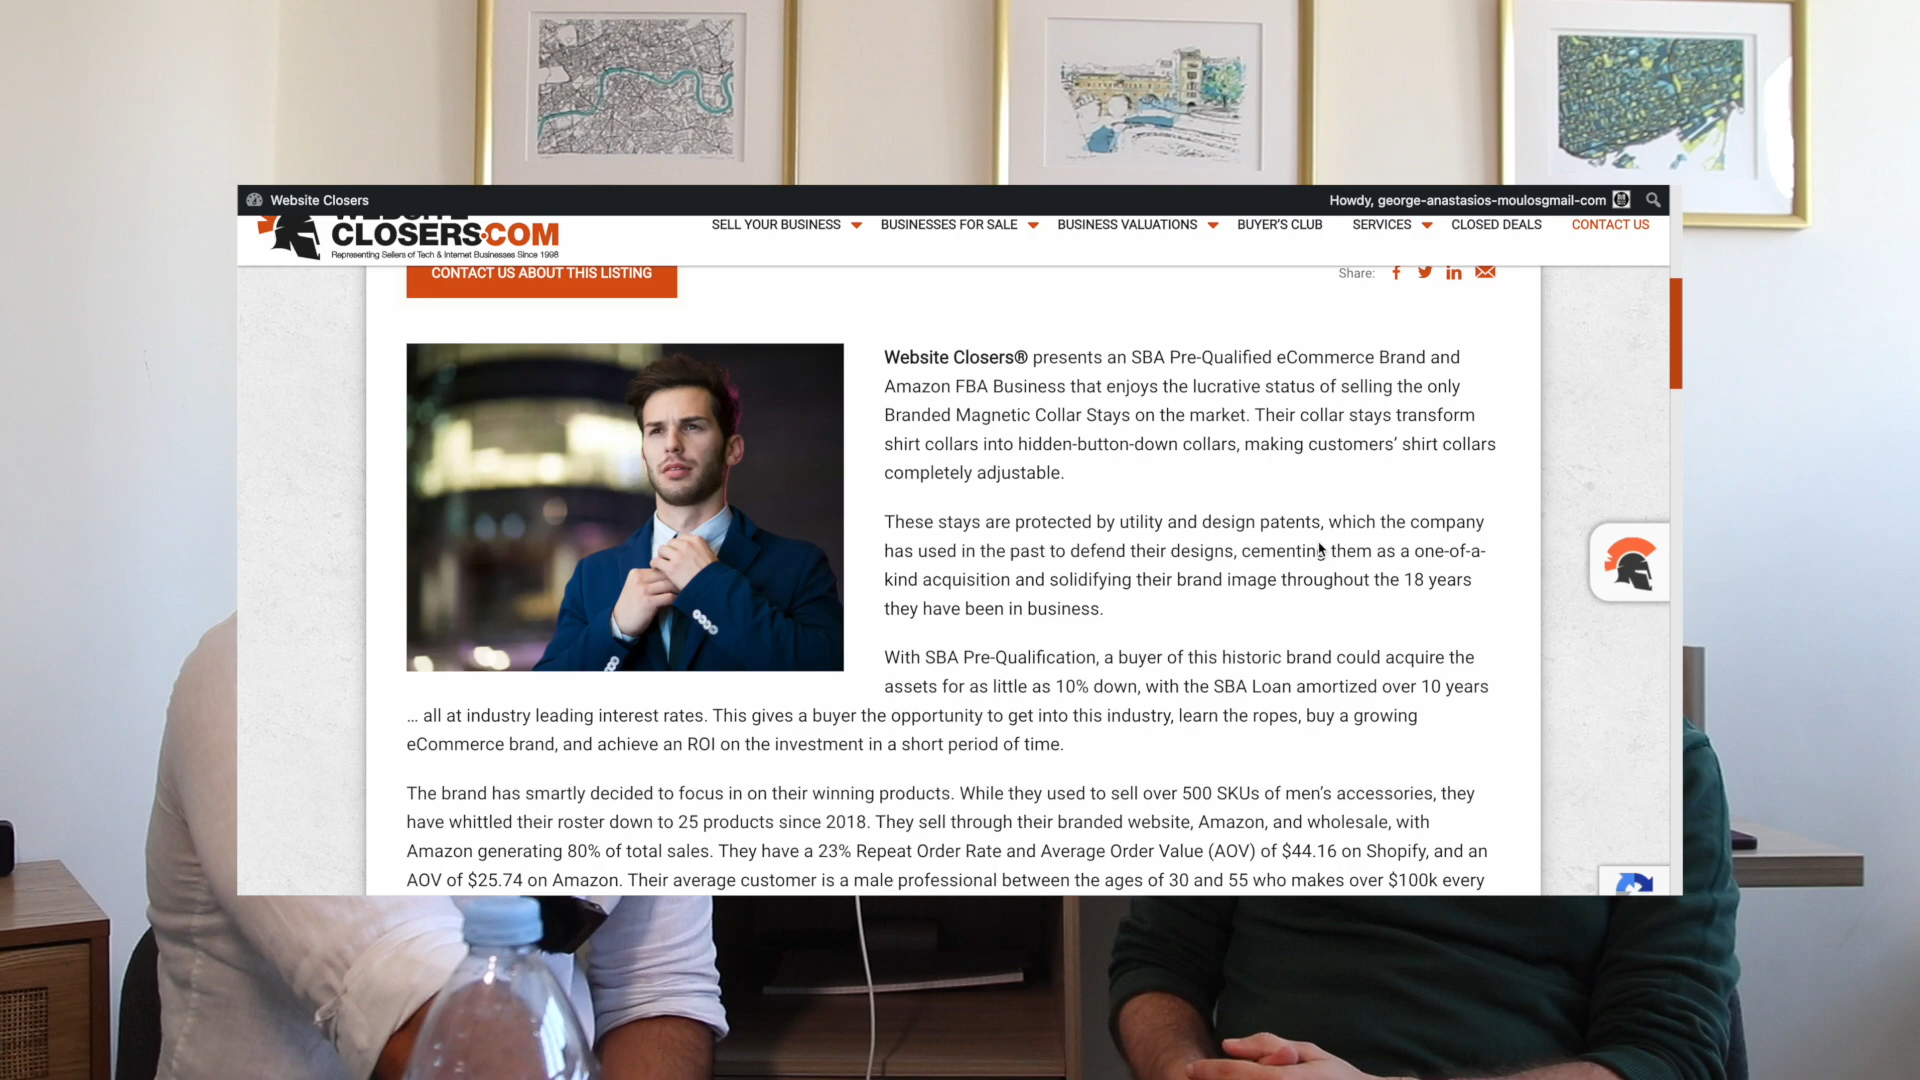 Website Closers
Howdy, george-anastasios-moulosgmail-com
WEBSITE
CLOSERS.COM
Representing Sellers of Tech & Internet Businesses Since 1998
SELL YOUR BUSINESS
BUSINESSES FOR SALE
BUSINESS VALUATIONS
BUYER'S CLUB
SERVICES
CLOSED DEALS
CONTACT US
CONTACT US ABOUT THIS LISTING
Share:
Website Closers® presents an SBA Pre-Qualified eCommerce Brand and
Amazon FBA Business that enjoys the lucrative status of selling the only
Branded Magnetic Collar Stays on the market. Their collar stays transform
shirt collars into hidden-button-down collars, making customers' shirt collars
completely adjustable.
These stays are protected by utility and design patents, which the company
has used in the past to defend their designs, cementing them as a one-of-a-
kind acquisition and solidifying their brand image throughout the 18 years
they have been in business.
With SBA Pre-Qualification, a buyer of this historic brand could acquire the
assets for as little as 10% down, with the SBA Loan amortized over 10 years
... all at industry leading interest rates. This gives a buyer the opportunity to get into this industry, learn the ropes, buy a growing
eCommerce brand, and achieve an ROI on the investment in a short period of time.
The brand has smartly decided to focus in on their winning products. While they used to sell over 500 SKUs of men's accessories, they
have whittled their roster down to 25 products since 2018. They sell through their branded website, Amazon, and wholesale, with
Amazon generating 80% of total sales. They have a 23% Repeat Order Rate and Average Order Value (AOV) of $44.16 on Shopify, and an
AOV of $25.74 on Amazon. Their average customer is a male professional between the ages of 30 and 55 who makes over $100k every